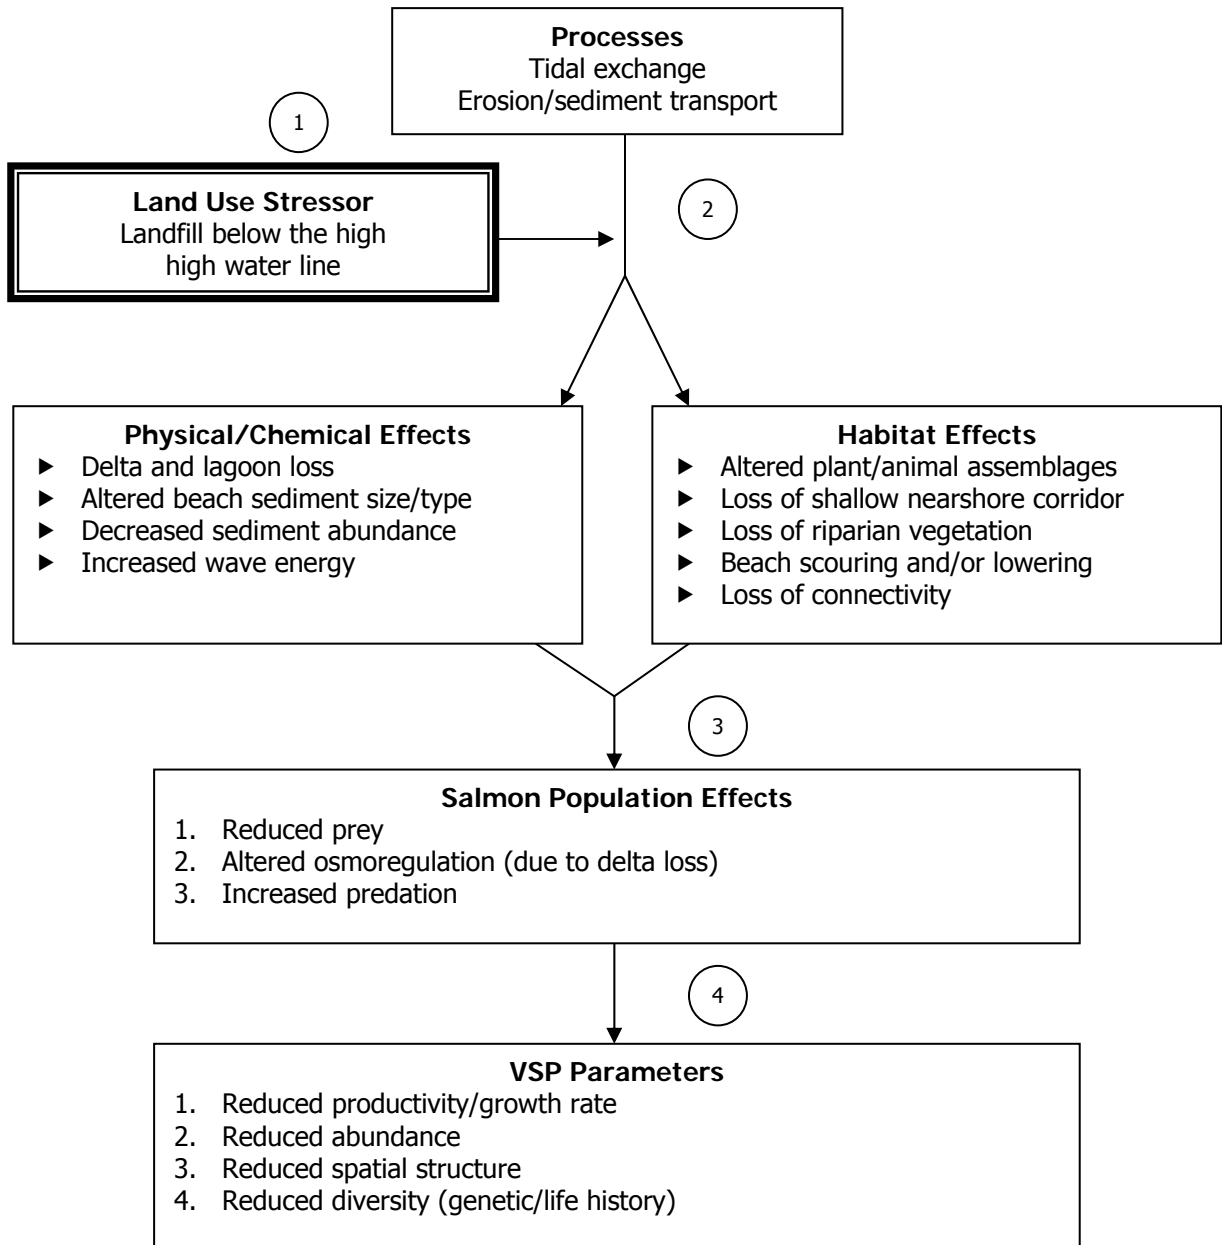 Processes
Tidal exchange
Erosion/sediment transport
1
Land Use Stressor
Landfill below the high
high water line
2
Physical/Chemical Effects
► Delta and lagoon loss
► Altered beach sediment size/type
► Decreased sediment abundance
► Increased wave energy
Habitat Effects
► Altered plant/animal assemblages
► Loss of shallow nearshore corridor
► Loss of riparian vegetation
► Beach scouring and/or lowering
► Loss of connectivity
3
Salmon Population Effects
1. Reduced prey
2. Altered osmoregulation (due to delta loss)
3. Increased predation
4
VSP Parameters
1. Reduced productivity/growth rate
2. Reduced abundance
3. Reduced spatial structure
4. Reduced diversity (genetic/life history)